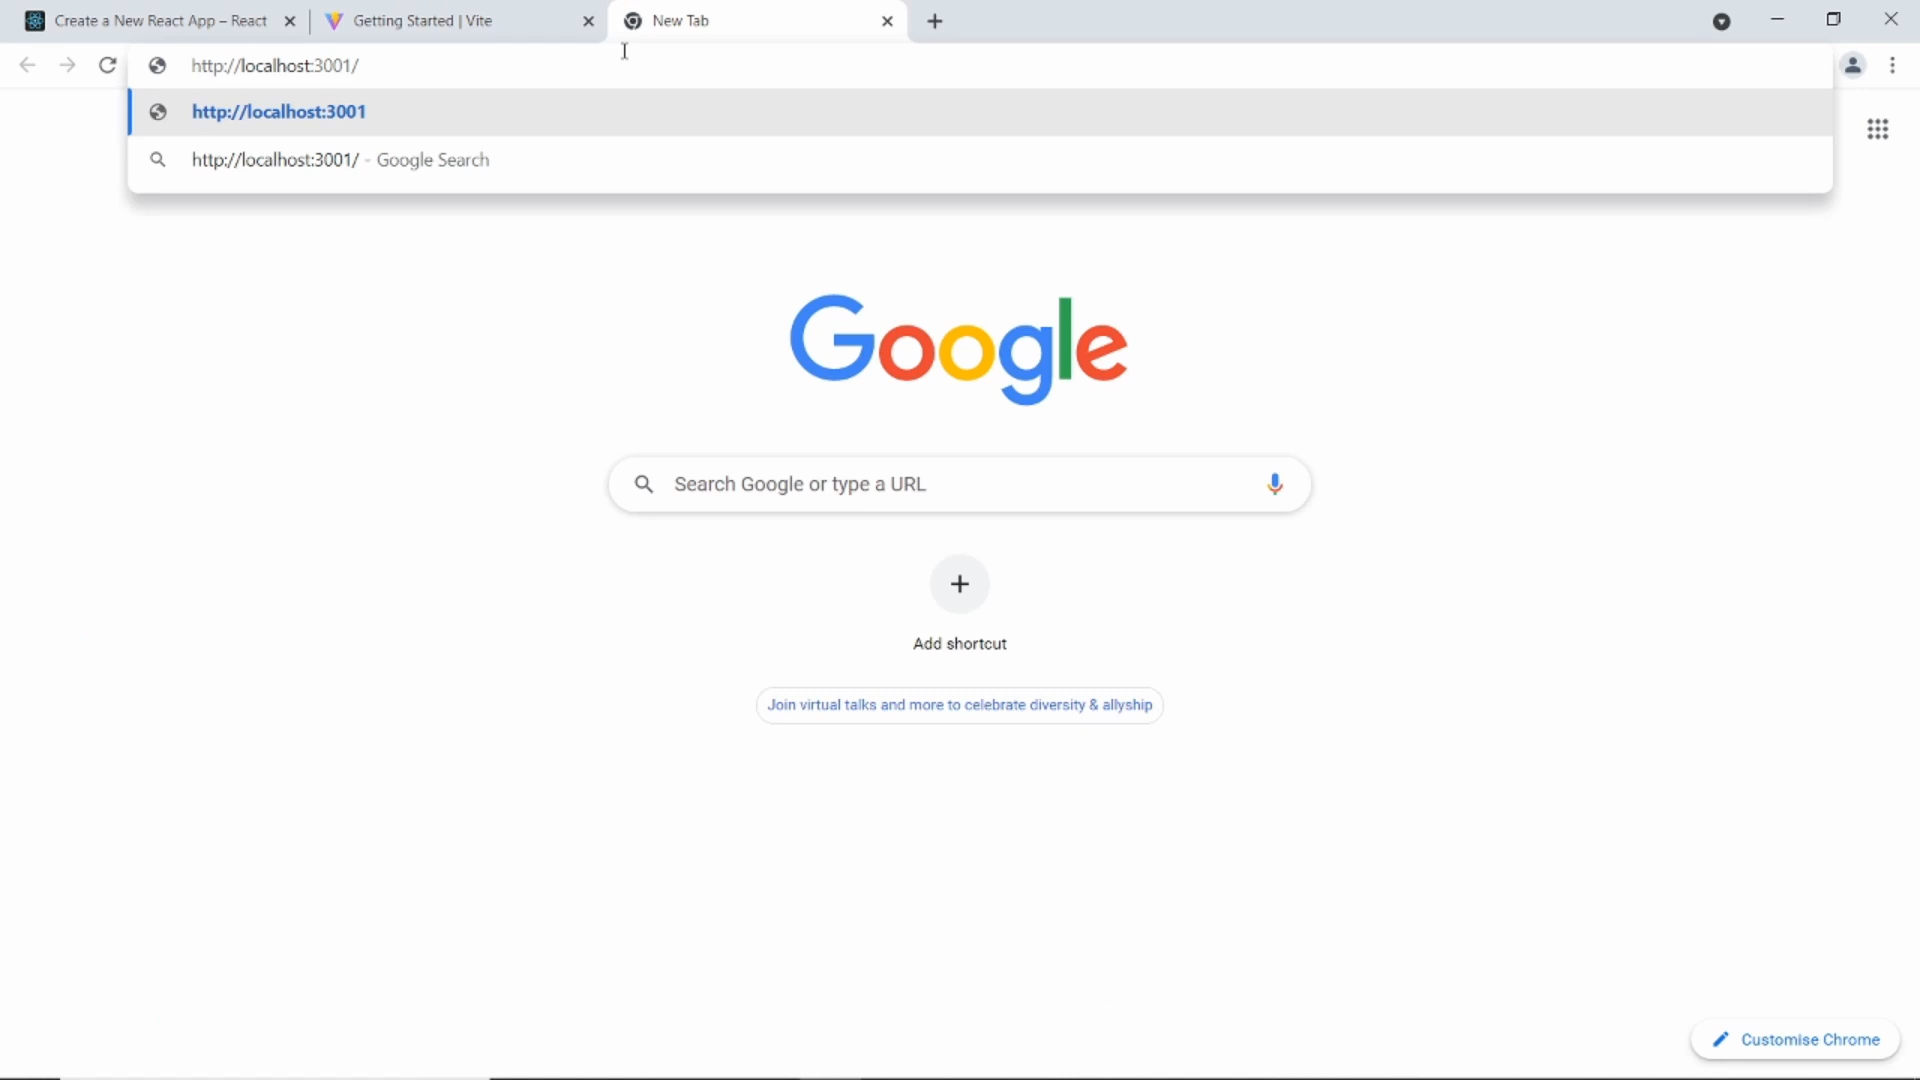 Create a New React App – React
Getting Started | Vite
New Tab
http://localhost:3001/
http://localhost:3001
http://localhost:3001/ - Google Search
Google
Search Google or type a URL
Add shortcut
Join virtual talks and more to celebrate diversity & allyship
Customise Chrome